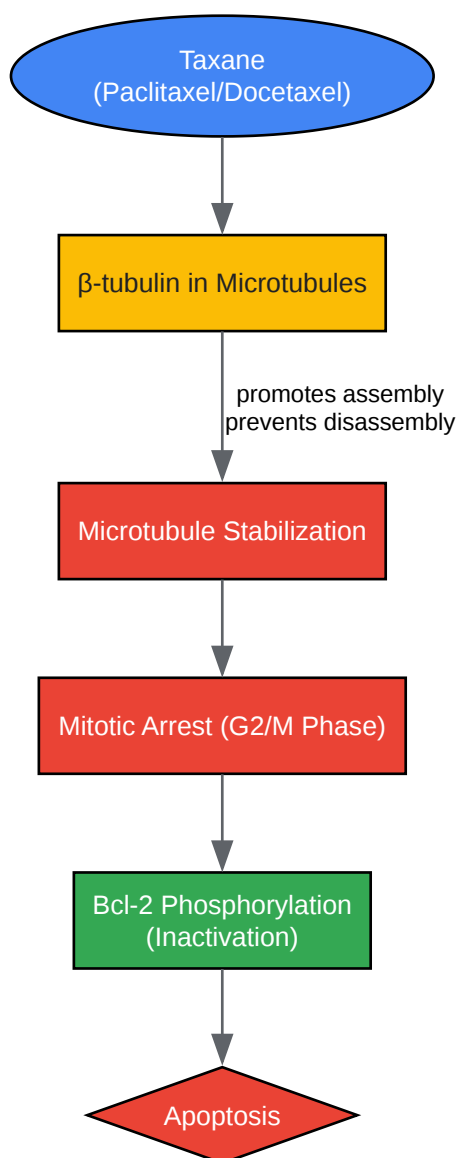 Taxane
(Paclitaxel/Docetaxel)
β-tubulin in Microtubules
promotes assembly
prevents disassembly
Microtubule Stabilization
Mitotic Arrest (G2/M Phase)
Bcl-2 Phosphorylation
(Inactivation)
Apoptosis